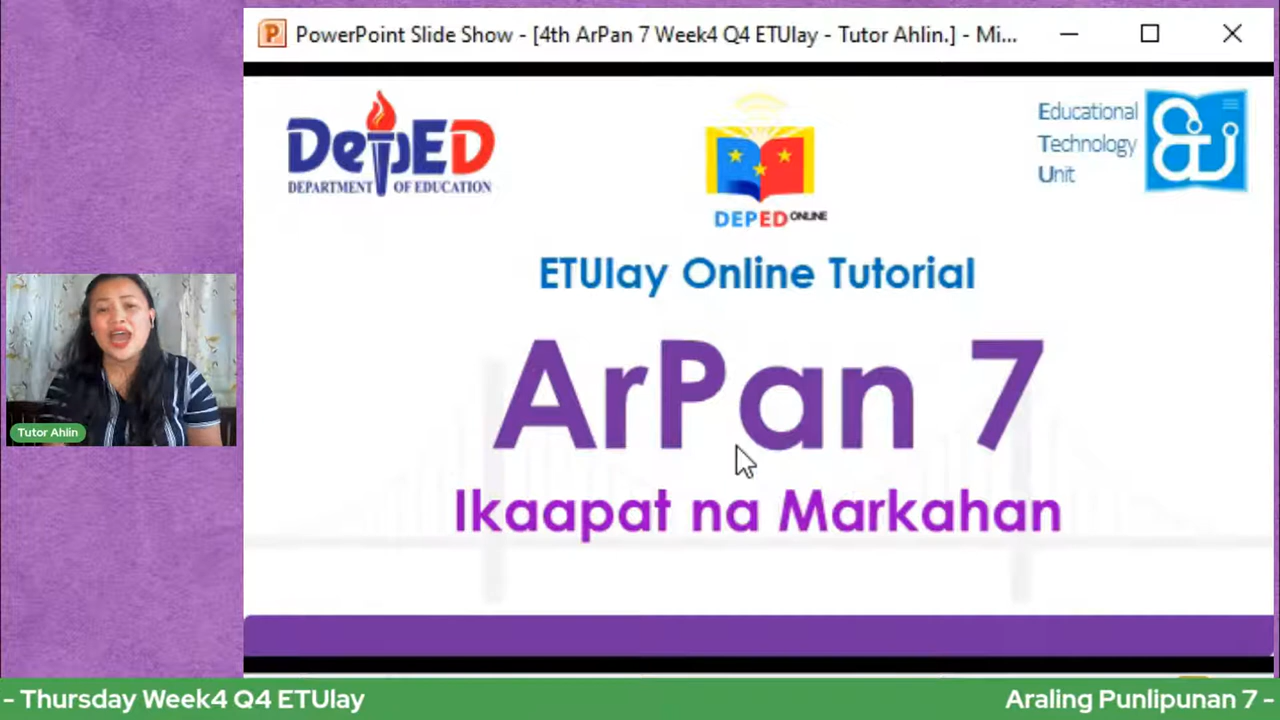 PowerPoint Slide Show - [4th ArPan 7 Week4 Q4 ETUlay - Tutor Ahlin.] - Mi...
DepED
DEPARTMENT OF EDUCATION
DEPED ONLINE
Educational
Technology
Unit
ETUlay Online Tutorial
ArPan 7
Ikaapat na Markahan
Tutor Ahlin
- Thursday Week4 Q4 ETUlay
Araling Punlipunan 7 -